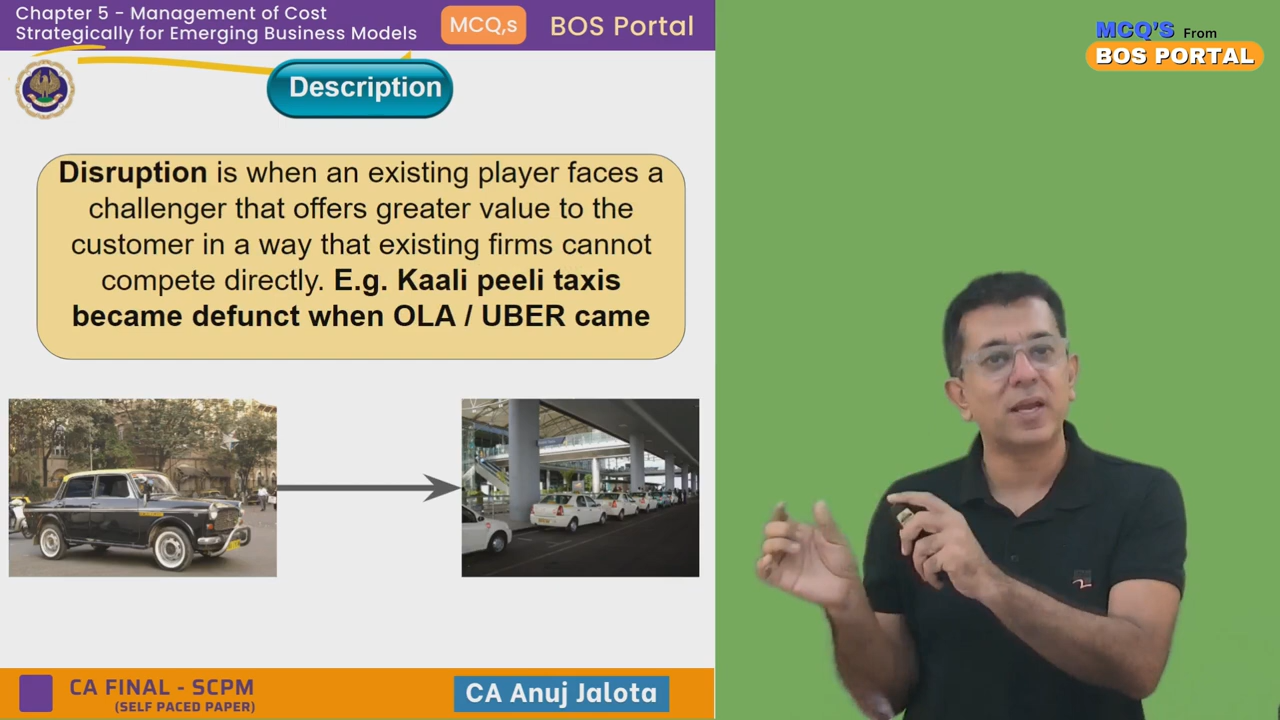 Chapter 5 - Management of Cost
Strategically for Emerging Business Models
MCQ,s
BOS Portal
MCQ'S From
BOS PORTAL
Description
Disruption is when an existing player faces a
challenger that offers greater value to the
customer in a way that existing firms cannot
compete directly. E.g. Kaali peeli taxis
became defunct when OLA / UBER came
CA FINAL - SCPM
(SELF PACED PAPER)
CA Anuj Jalota